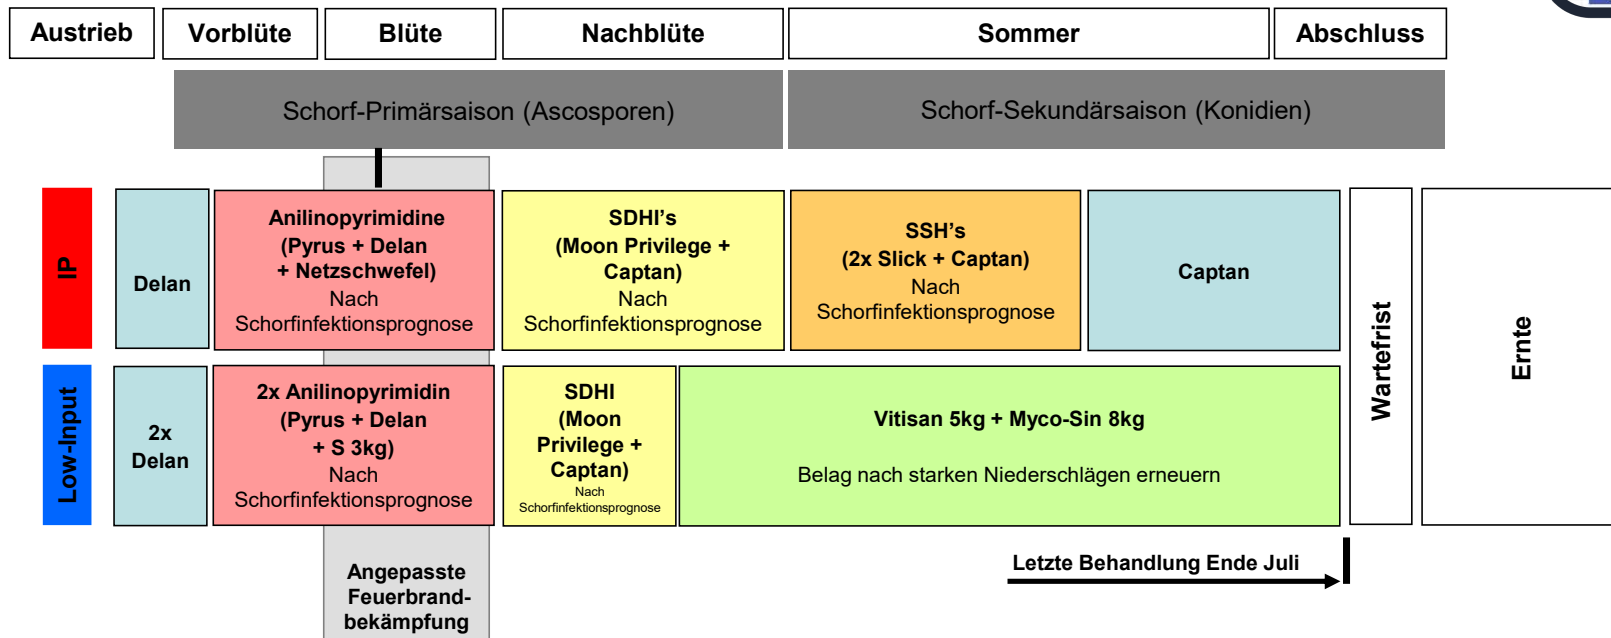 Austrieb
Vorblüte
Blüte
Nachblüte
Sommer
Abschluss
Schorf-Primärsaison (Ascosporen)
Schorf-Sekundärsaison (Konidien)
IP
Delan
Anilinopyrimidine
(Pyrus + Delan
+ Netzschwefel)
Nach
Schorfinfektionsprognose
SDHI's
(Moon Privilege +
Captan)
Nach
Schorfinfektionsprognose
SSH's
(2x Slick + Captan)
Nach
Schorfinfektionsprognose
Captan
Wartefrist
Ernte
Low-Input
2x
Delan
2x Anilinopyrimidin
(Pyrus + Delan
+ S 3kg)
Nach
Schorfinfektionsprognose
SDHI
(Moon
Privilege +
Captan)
Nach
Schorfinfektionsprognose
Vitisan 5kg + Myco-Sin 8kg
Belag nach starken Niederschlägen erneuern
Letzte Behandlung Ende Juli
Angepasste
Feuerbrand-
bekämpfung